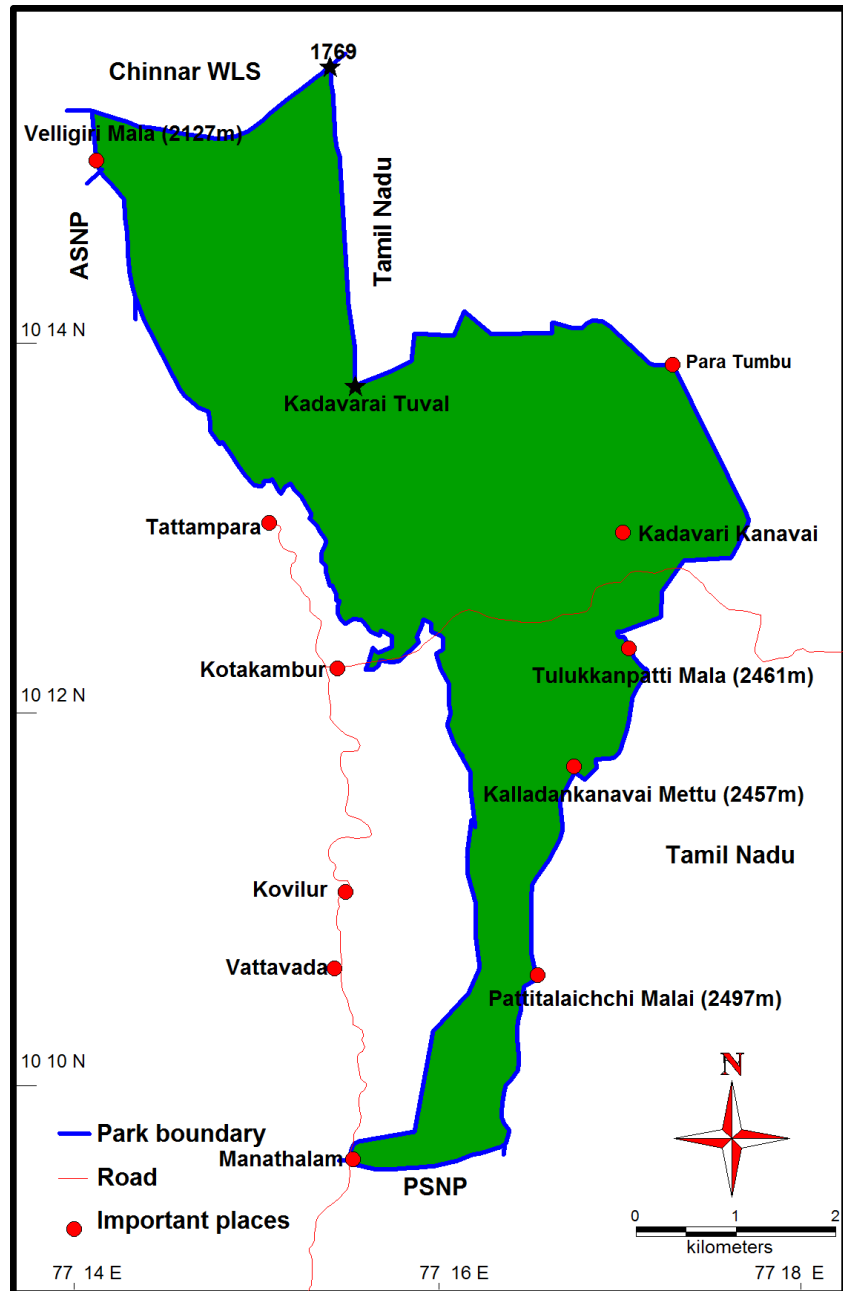 1769
Chinnar WLS
Velligiri Mala (2127m)
Tamil Nadu
ASNP
10 14 N
Para Tumbu
Kadavarai Tuval
Tattampara
Kadavari Kanavai
Kotakambur
Tulukkanpatti Mala (2461m)
10 12 N
Kalladankanavai Mettu (2457m)
Tamil Nadu
Kovilur
Vattavada
Pattitalaichchi Malai (2497m)
10 10 N
N
Park boundary
Manathalam
Road
PSNP
Important places
0 1 2
kilometers
77 14 E
77 16 E
77 18 E